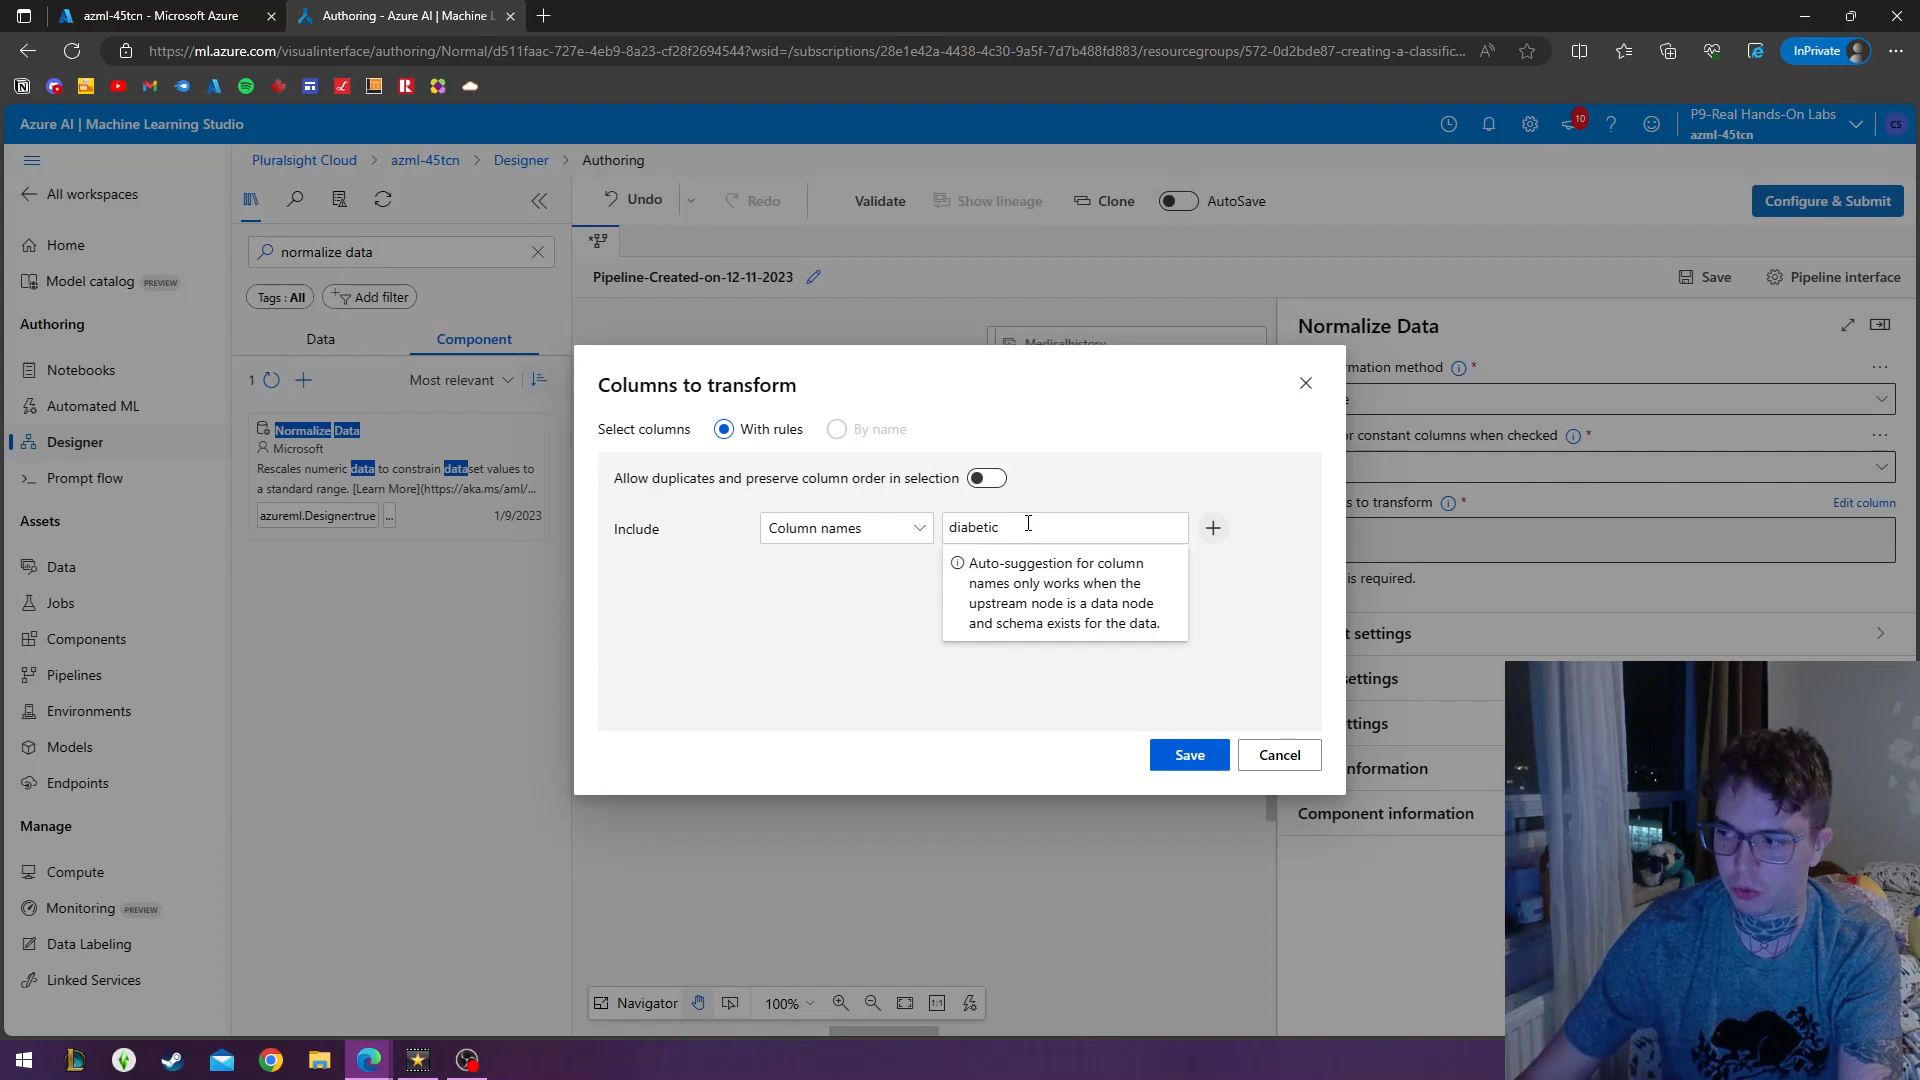 azml-45tcn - Microsoft Azure
Authoring - Azure AI | Machine L
https://ml.azure.com/visualinterface/authoring/Normal/d511faac-727e-4eb9-8a23-cf28f2694544?wsid=/subscriptions/28e1e42a-4438-4c30-9a5f-7d7b488fd883/resourcegroups/572-0d2bde87-creating-a-classific...
InPrivate
Azure AI | Machine Learning Studio
10
P9-Real Hands-On Labs
azml-45tcn
CS
Pluralsight Cloud > azml-45tcn > Designer > Authoring
All workspaces
Home
Model catalog PREVIEW
Authoring
Notebooks
Automated ML
Designer
Prompt flow
Assets
Data
Jobs
Components
Pipelines
Environments
Models
Endpoints
Manage
Compute
Monitoring PREVIEW
Data Labeling
Linked Services
normalize data
Tags : All
Add filter
Data
Component
1
Most relevant
Normalize Data
Microsoft
Rescales numeric data to constrain dataset values to
a standard range. [Learn More](https://aka.ms/aml/...
azureml.Designer:true
...
1/9/2023
Undo
Redo
Validate
Show lineage
Clone
AutoSave
Configure & Submit
Pipeline-Created-on-12-11-2023
Save
Pipeline interface
Medicalhistory
Columns to transform
Select columns
With rules
By name
Allow duplicates and preserve column order in selection
Include
Column names
diabetic
Auto-suggestion for column
names only works when the
upstream node is a data node
and schema exists for the data.
Save
Cancel
Normalize Data
rmation method
*
or constant columns when checked
*
s to transform
*
Edit column
is required.
t settings
settings
ttings
nformation
Component information
Navigator
100%
1:1